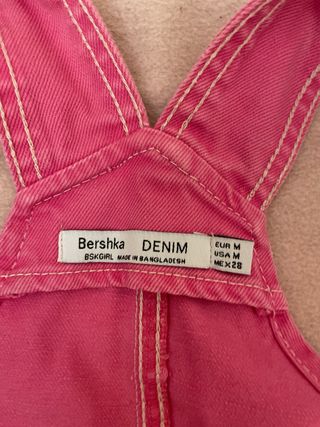 Bershka DENIM
BSKGIRL MADE IN BANGLADESH
EUR M
USA M
MEX 28